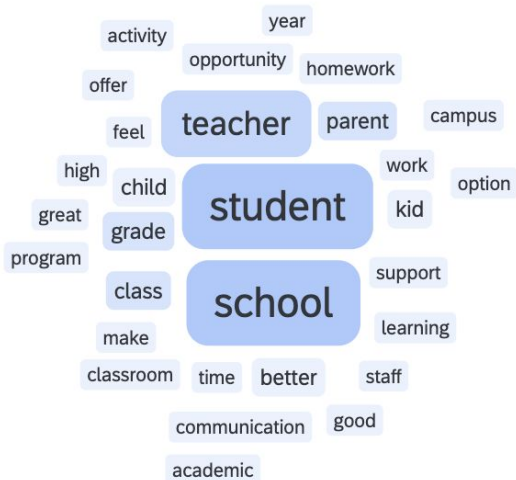 year
activity
opportunity
homework
offer
teacher
parent
campus
feel
work
high
child
student
option
great
kid
grade
program
support
class
school
learning
make
classroom
time
better
staff
good
communication
academic